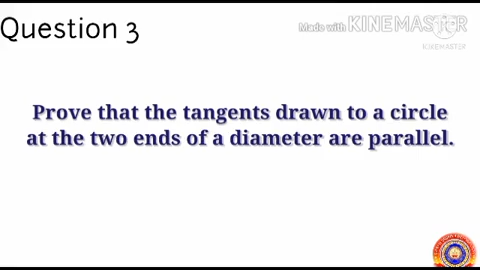 Question 3
Made with KINEMASTER
KINEMASTER
Prove that the tangents drawn to a circle
at the two ends of a diameter are parallel.